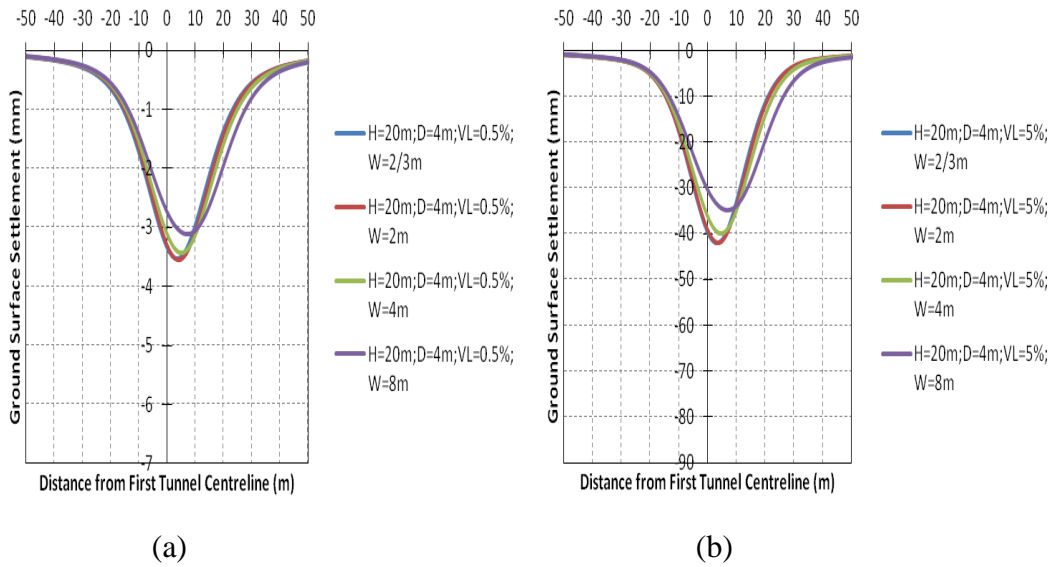 -50 -40 -30 -20 -10 0 10 20 30 40 50
0
-1
-2
-3
-4
-5
-6
-7
Ground Surface Settlement (mm)
Distance from First Tunnel Centreline (m)
H=20m;D=4m;VL=0.5%;
W=2/3m
H=20m;D=4m;VL=0.5%;
W=2m
H=20m;D=4m;VL=0.5%;
W=4m
H=20m;D=4m;VL=0.5%;
W=8m
(a)
-50 -40 -30 -20 -10 0 10 20 30 40 50
0
-10
-20
-30
-40
-50
-60
-70
-80
-90
Ground Surface Settlement (mm)
Distance from First Tunnel Centreline (m)
H=20m;D=4m;VL=5%;
W=2/3m
H=20m;D=4m;VL=5%;
W=2m
H=20m;D=4m;VL=5%;
W=4m
H=20m;D=4m;VL=5%;
W=8m
(b)